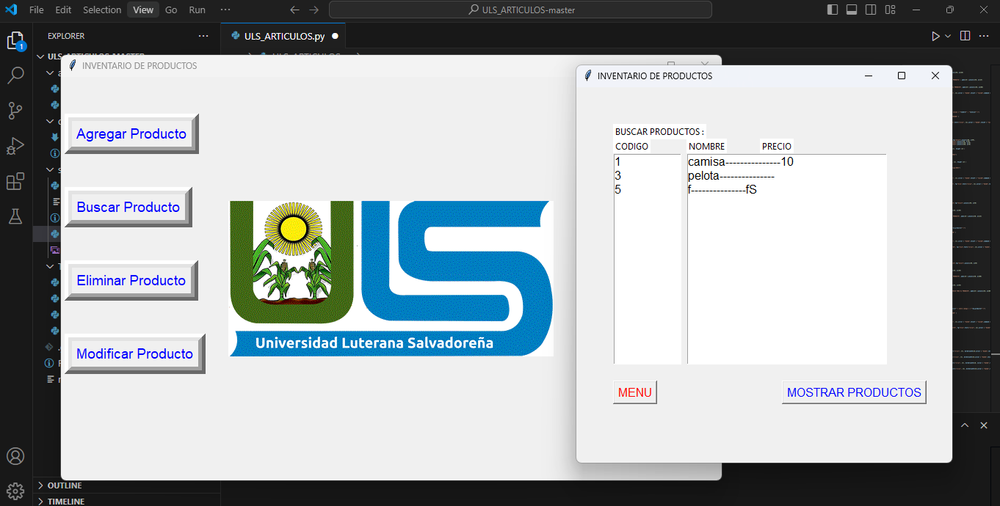 File Edit Selection View Go Run ··· ULS_ARTICULOS-master
EXPLORER ···
ULS_ARTICULOS.py
1
INVENTARIO DE PRODUCTOS
Agregar Producto
Buscar Producto
Eliminar Producto
Modificar Producto
ULS
Universidad Luterana Salvadoreña
INVENTARIO DE PRODUCTOS
BUSCAR PRODUCTOS :
CODIGO NOMBRE PRECIO
1 camisa---------------10
3 pelota---------------
5 f---------------fS
MENU MOSTRAR PRODUCTOS
OUTLINE
TIMELINE